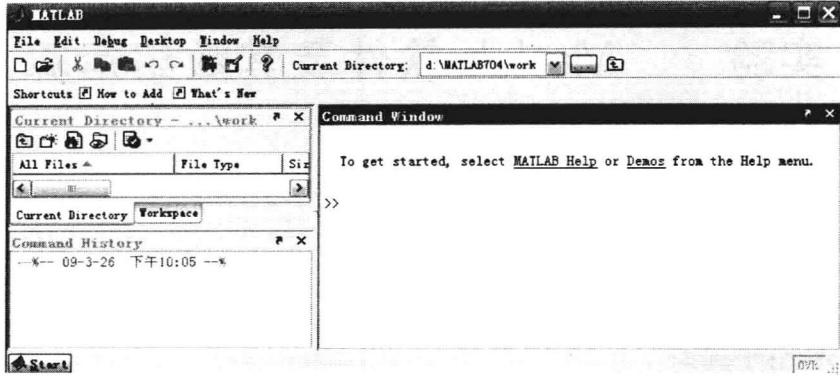 MATLAB
File Edit Debug Desktop Window Help
Current Directory: d:\MATLAB704\work
Shortcuts How to Add What's New
Current Directory - ...\work
All Files File Type Siz
Current Directory Workspace
Command History
--%-- 09-3-26 下午10:05 --%
Command Window
To get started, select MATLAB Help or Demos from the Help menu.
>>
Start
OVR